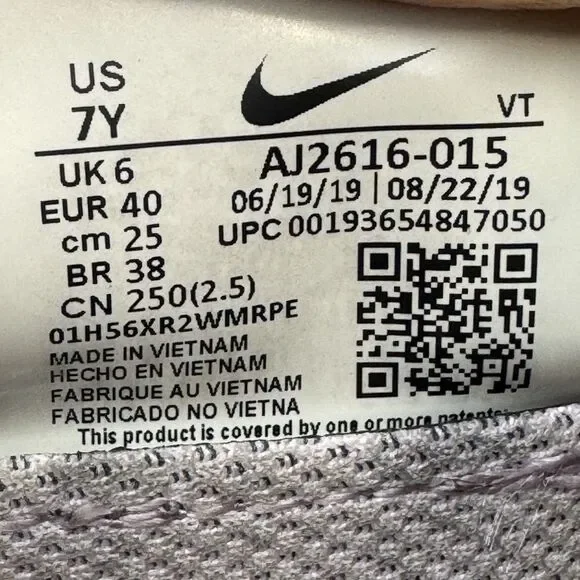 US
7Y
VT
UK 6
AJ2616-015
EUR 40
06/19/19 | 08/22/19
cm 25
UPC 00193654847050
BR 38
CN 250(2.5)
01H56XR2WMRPE
MADE IN VIETNAM
HECHO EN VIETNAM
FABRIQUE AU VIETNAM
FABRICADO NO VIETNA
This product is covered by one or more patents